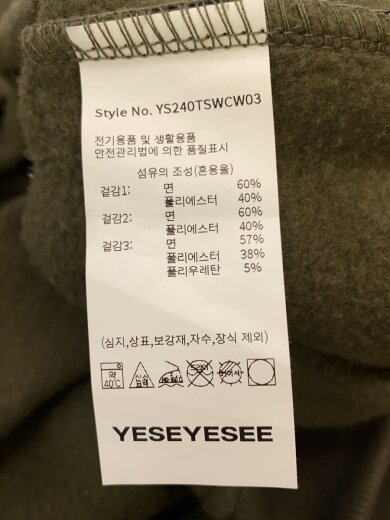 Style No. YS240TSWCW03
전기용품 및 생활용품
안전관리법에 의한 품질표시
섬유의 조성(혼용율)
겉감1: 면 60%
폴리에스터 40%
겉감2: 면 60%
폴리에스터 40%
겉감3: 면 57%
폴리에스터 38%
폴리우레탄 5%
(심지,상표,보강재,자수,장식 제외)
약 40℃
YESEYESEE